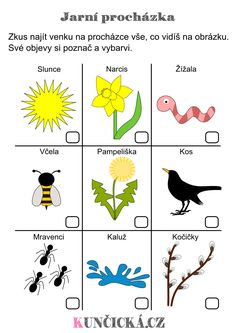 Jarní procházka
Zkus najít venku na procházce vše, co vidíš na obrázku.
Své objevy si poznač a vybarvi.
Slunce Narcis Žížala
Včela Pampeliška Kos
Mravenci Kaluž Kočičky
KUNČICKÁ.CZ